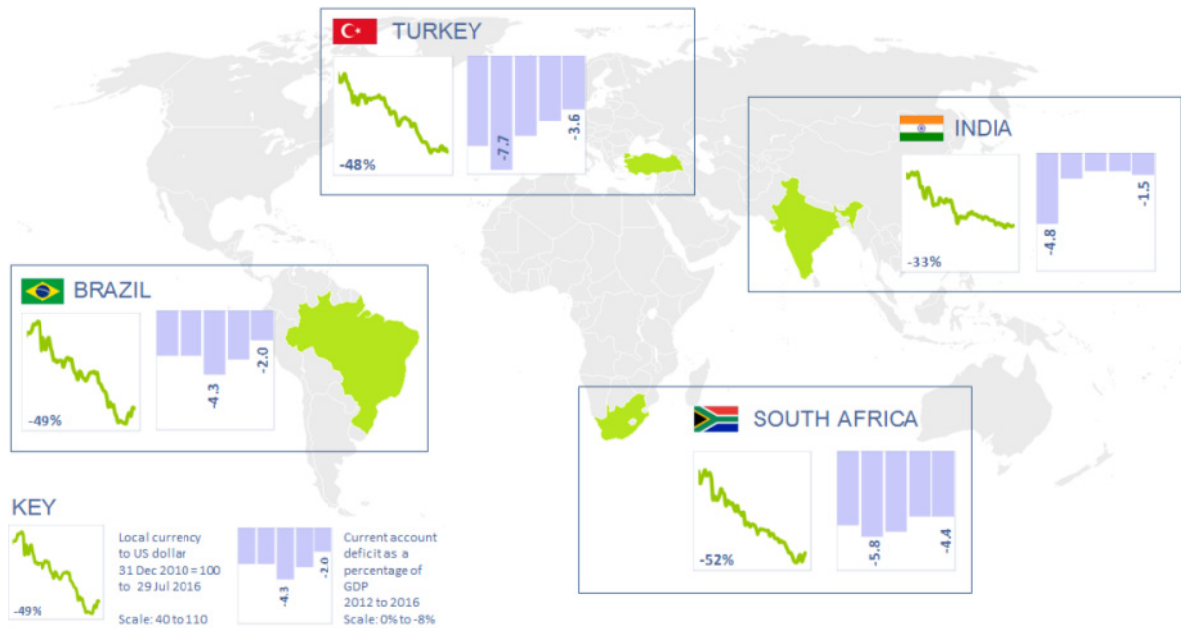 TURKEY
-48%
-7.7
-3.6
INDIA
-33%
-4.8
-1.5
BRAZIL
-49%
-4.3
-2.0
SOUTH AFRICA
-52%
-5.8
-4.4
KEY
-49%
Local currency
to US dollar
31 Dec 2010=100
to 29 Jul 2016
Scale: 40 to 110
-4.3
-2.0
Current account
deficit as a
percentage of
GDP
2012 to 2016
Scale: 0% to -8%